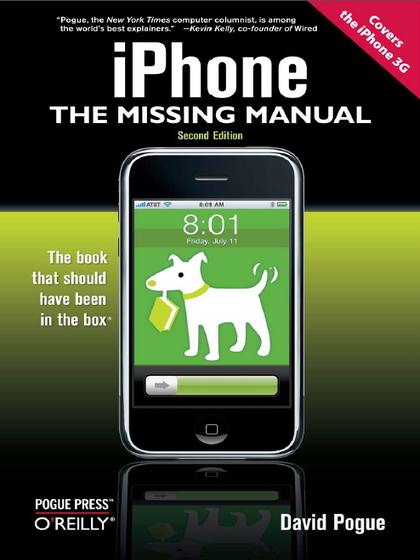 "Pogue, the New York Times computer columnist, is among
the world's best explainers." —Kevin Kelly, co-founder of Wired
Covers
the iPhone 3G
iPhone
THE MISSING MANUAL
Second Edition
AT&T 8:01 AM
8:01
Friday, July 11
The book
that should
have been
in the box*
POGUE PRESS™
O'REILLY®
David Pogue